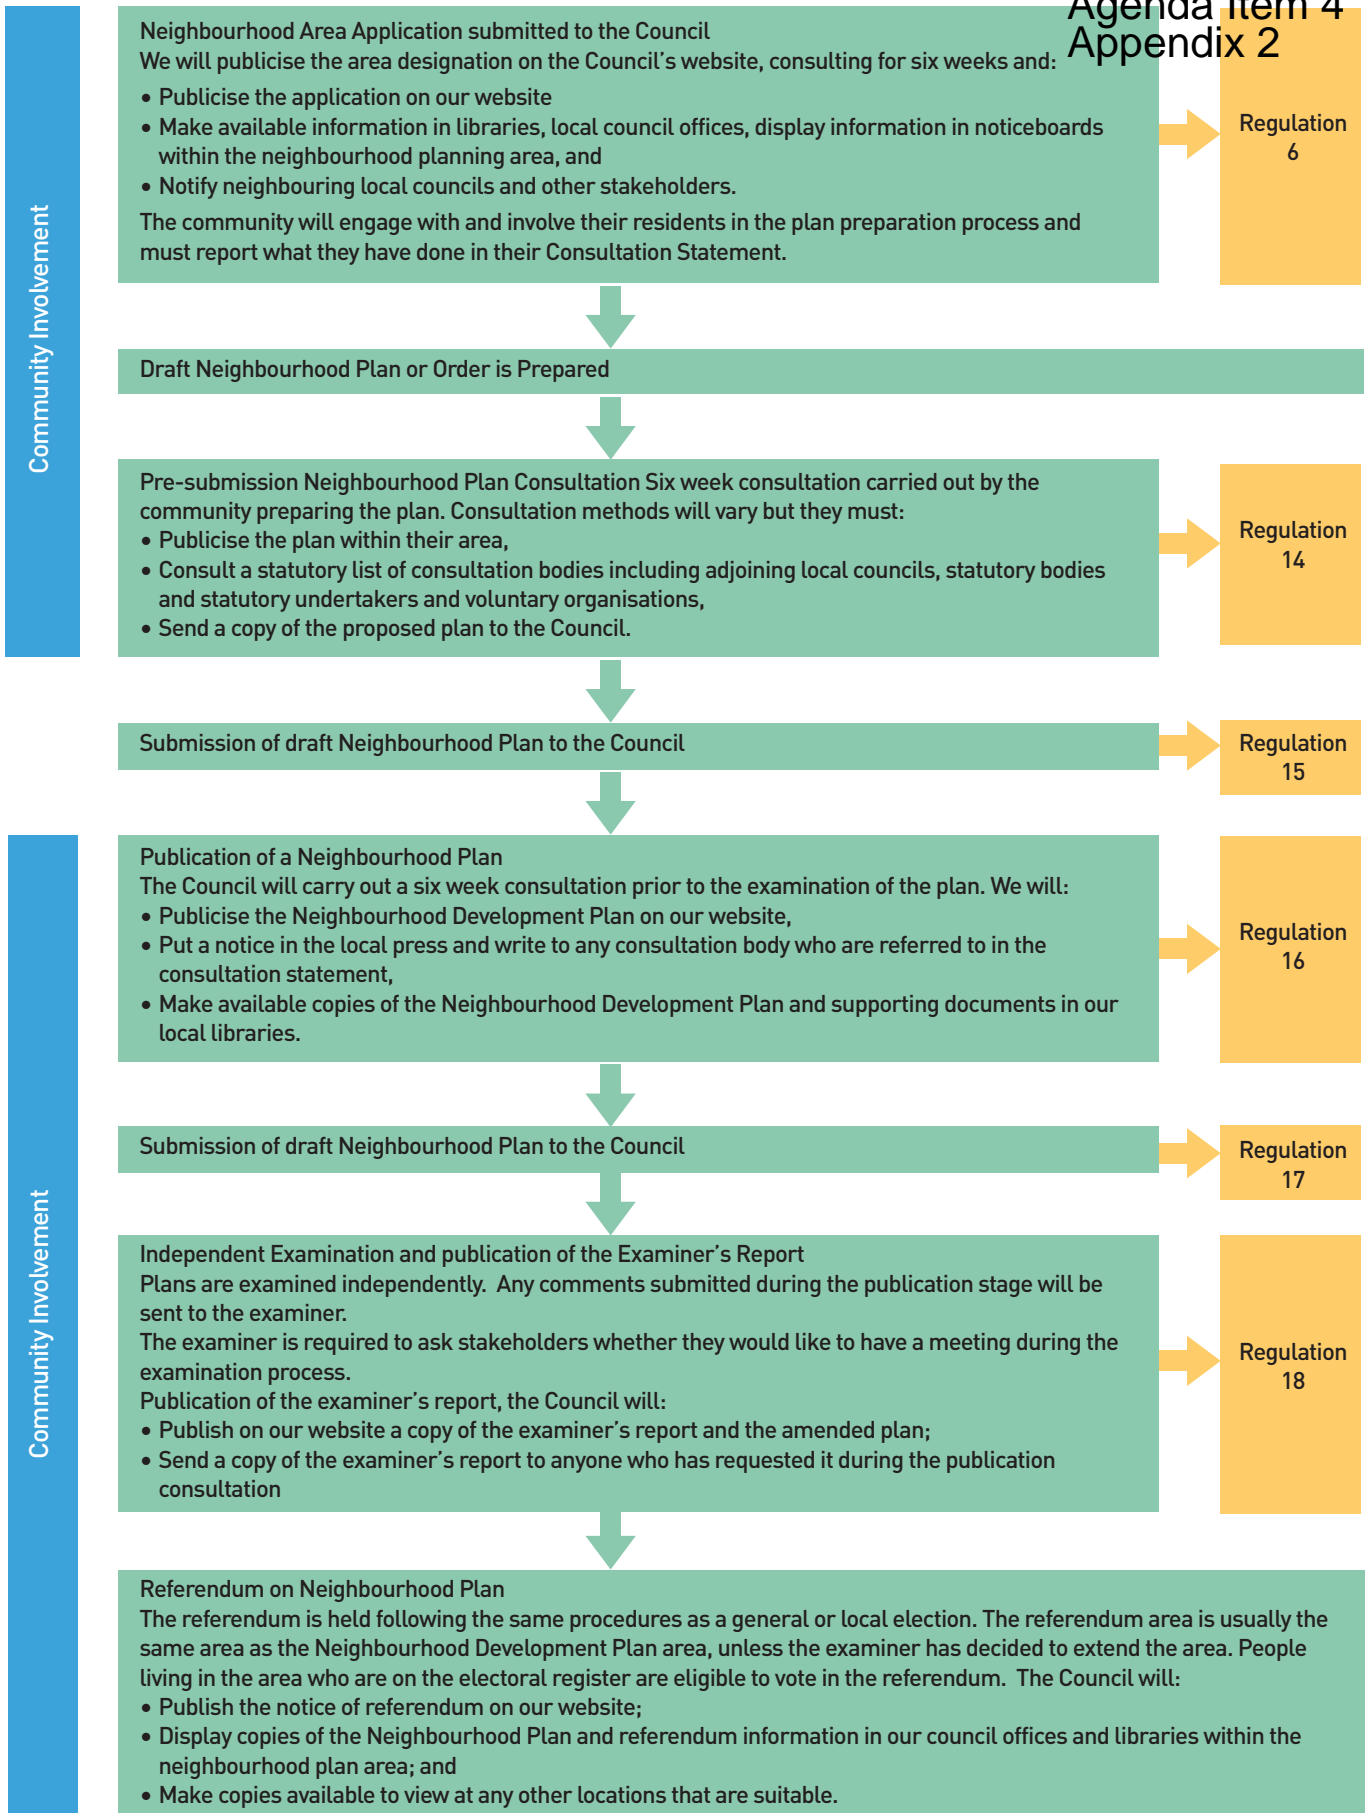 Agenda Item 4
Appendix 2
Community Involvement
Neighbourhood Area Application submitted to the Council
We will publicise the area designation on the Council's website, consulting for six weeks and:
• Publicise the application on our website
• Make available information in libraries, local council offices, display information in noticeboards
within the neighbourhood planning area, and
• Notify neighbouring local councils and other stakeholders.
The community will engage with and involve their residents in the plan preparation process and
must report what they have done in their Consultation Statement.
Regulation
6
Draft Neighbourhood Plan or Order is Prepared
Pre-submission Neighbourhood Plan Consultation Six week consultation carried out by the
community preparing the plan. Consultation methods will vary but they must:
• Publicise the plan within their area,
• Consult a statutory list of consultation bodies including adjoining local councils, statutory bodies
and statutory undertakers and voluntary organisations,
• Send a copy of the proposed plan to the Council.
Regulation
14
Submission of draft Neighbourhood Plan to the Council
Regulation
15
Community Involvement
Publication of a Neighbourhood Plan
The Council will carry out a six week consultation prior to the examination of the plan. We will:
• Publicise the Neighbourhood Development Plan on our website,
• Put a notice in the local press and write to any consultation body who are referred to in the
consultation statement,
• Make available copies of the Neighbourhood Development Plan and supporting documents in our
local libraries.
Regulation
16
Submission of draft Neighbourhood Plan to the Council
Regulation
17
Independent Examination and publication of the Examiner's Report
Plans are examined independently. Any comments submitted during the publication stage will be
sent to the examiner.
The examiner is required to ask stakeholders whether they would like to have a meeting during the
examination process.
Publication of the examiner's report, the Council will:
• Publish on our website a copy of the examiner's report and the amended plan;
• Send a copy of the examiner's report to anyone who has requested it during the publication
consultation
Regulation
18
Referendum on Neighbourhood Plan
The referendum is held following the same procedures as a general or local election. The referendum area is usually the
same area as the Neighbourhood Development Plan area, unless the examiner has decided to extend the area. People
living in the area who are on the electoral register are eligible to vote in the referendum. The Council will:
• Publish the notice of referendum on our website;
• Display copies of the Neighbourhood Plan and referendum information in our council offices and libraries within the
neighbourhood plan area; and
• Make copies available to view at any other locations that are suitable.